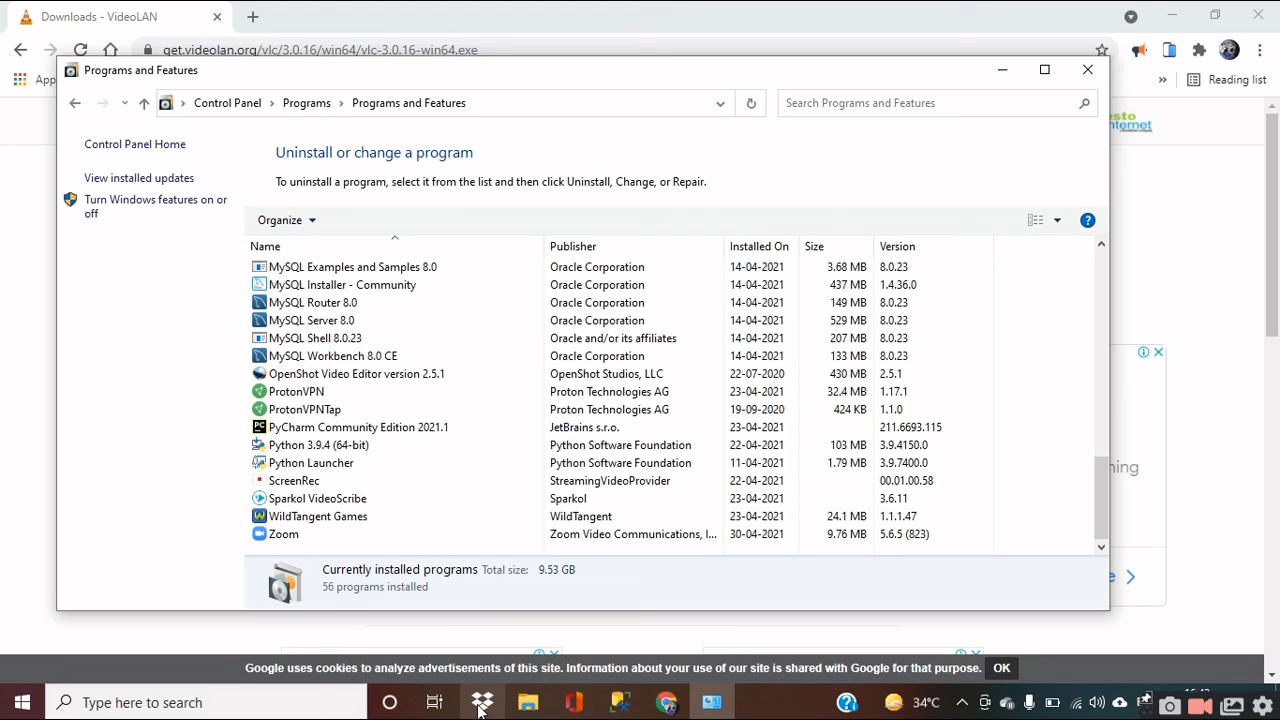 Downloads - VideoLAN
get.videolan.org/vlc/3.0.16/win64/vlc-3.0.16-win64.exe
App
Reading list
Programs and Features
Control Panel > Programs > Programs and Features
Search Programs and Features
Control Panel Home
View installed updates
Turn Windows features on or off
Uninstall or change a program
To uninstall a program, select it from the list and then click Uninstall, Change, or Repair.
Organize
Name Publisher Installed On Size Version
MySQL Examples and Samples 8.0 Oracle Corporation 14-04-2021 3.68 MB 8.0.23
MySQL Installer - Community Oracle Corporation 14-04-2021 437 MB 1.4.36.0
MySQL Router 8.0 Oracle Corporation 14-04-2021 149 MB 8.0.23
MySQL Server 8.0 Oracle Corporation 14-04-2021 529 MB 8.0.23
MySQL Shell 8.0.23 Oracle and/or its affiliates 14-04-2021 207 MB 8.0.23
MySQL Workbench 8.0 CE Oracle Corporation 14-04-2021 133 MB 8.0.23
OpenShot Video Editor version 2.5.1 OpenShot Studios, LLC 22-07-2020 430 MB 2.5.1
ProtonVPN Proton Technologies AG 23-04-2021 32.4 MB 1.17.1
ProtonVPNTap Proton Technologies AG 19-09-2020 424 KB 1.1.0
PyCharm Community Edition 2021.1 JetBrains s.r.o. 23-04-2021 211.6693.115
Python 3.9.4 (64-bit) Python Software Foundation 22-04-2021 103 MB 3.9.4150.0
Python Launcher Python Software Foundation 11-04-2021 1.79 MB 3.9.7400.0
ScreenRec StreamingVideoProvider 22-04-2021 00.01.00.58
Sparkol VideoScribe Sparkol 23-04-2021 3.6.11
WildTangent Games WildTangent 23-04-2021 24.1 MB 1.1.1.47
Zoom Zoom Video Communications, I... 30-04-2021 9.76 MB 5.6.5 (823)
Currently installed programs Total size: 9.53 GB
56 programs installed
esto
nternet
ning
e
Google uses cookies to analyze advertisements of this site. Information about your use of our site is shared with Google for that purpose. OK
Type here to search
34°C